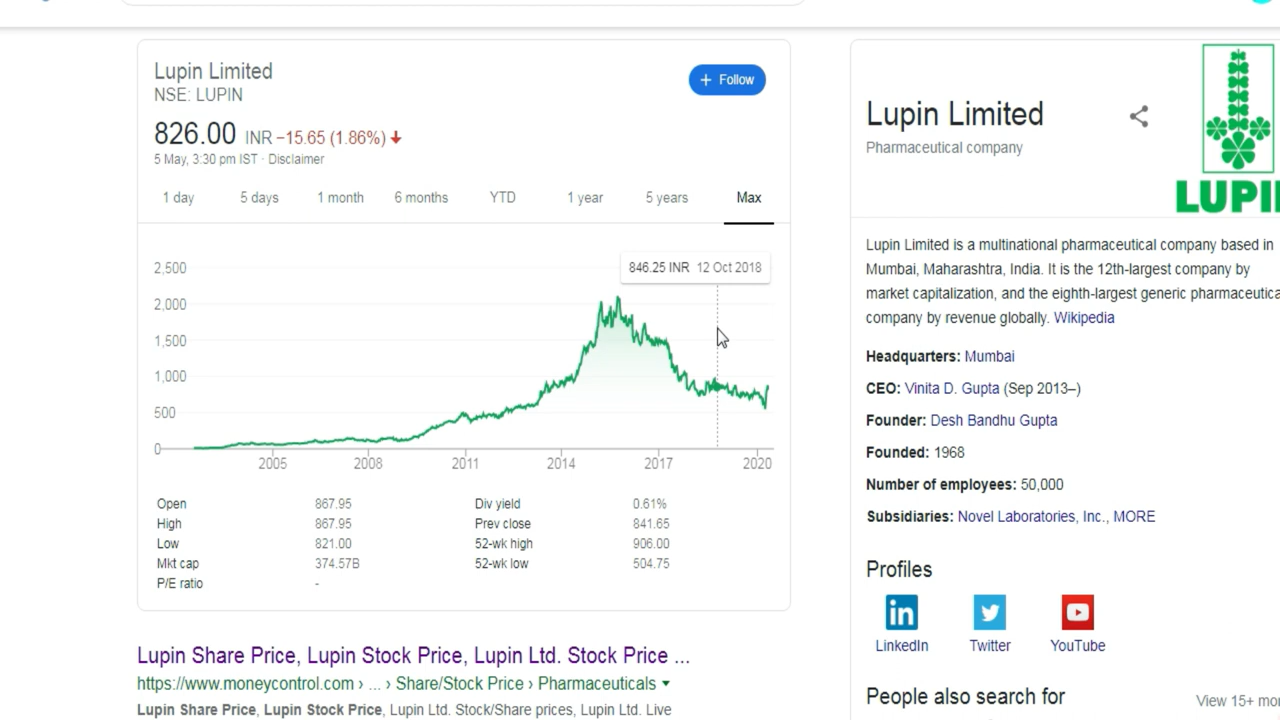 Lupin Limited
NSE: LUPIN
Follow
826.00 INR −15.65 (1.86%)
5 May, 3:30 pm IST · Disclaimer
1 day 5 days 1 month 6 months YTD 1 year 5 years Max
846.25 INR 12 Oct 2018
2,500
2,000
1,500
1,000
500
0
2005 2008 2011 2014 2017 2020
Open 867.95 Div yield 0.61%
High 867.95 Prev close 841.65
Low 821.00 52-wk high 906.00
Mkt cap 374.57B 52-wk low 504.75
P/E ratio -
Lupin Share Price, Lupin Stock Price, Lupin Ltd. Stock Price ...
https://www.moneycontrol.com › ... › Share/Stock Price › Pharmaceuticals
Lupin Share Price, Lupin Stock Price, Lupin Ltd. Stock/Share prices, Lupin Ltd. Live
Lupin Limited
Pharmaceutical company
Lupin Limited is a multinational pharmaceutical company based in
Mumbai, Maharashtra, India. It is the 12th-largest company by
market capitalization, and the eighth-largest generic
company by revenue globally. Wikipedia
Headquarters: Mumbai
CEO: Vinita D. Gupta (Sep 2013–)
Founder: Desh Bandhu Gupta
Founded: 1968
Number of employees: 50,000
Subsidiaries: Novel Laboratories, Inc., MORE
Profiles
LinkedIn Twitter YouTube
People also search for
View 15+